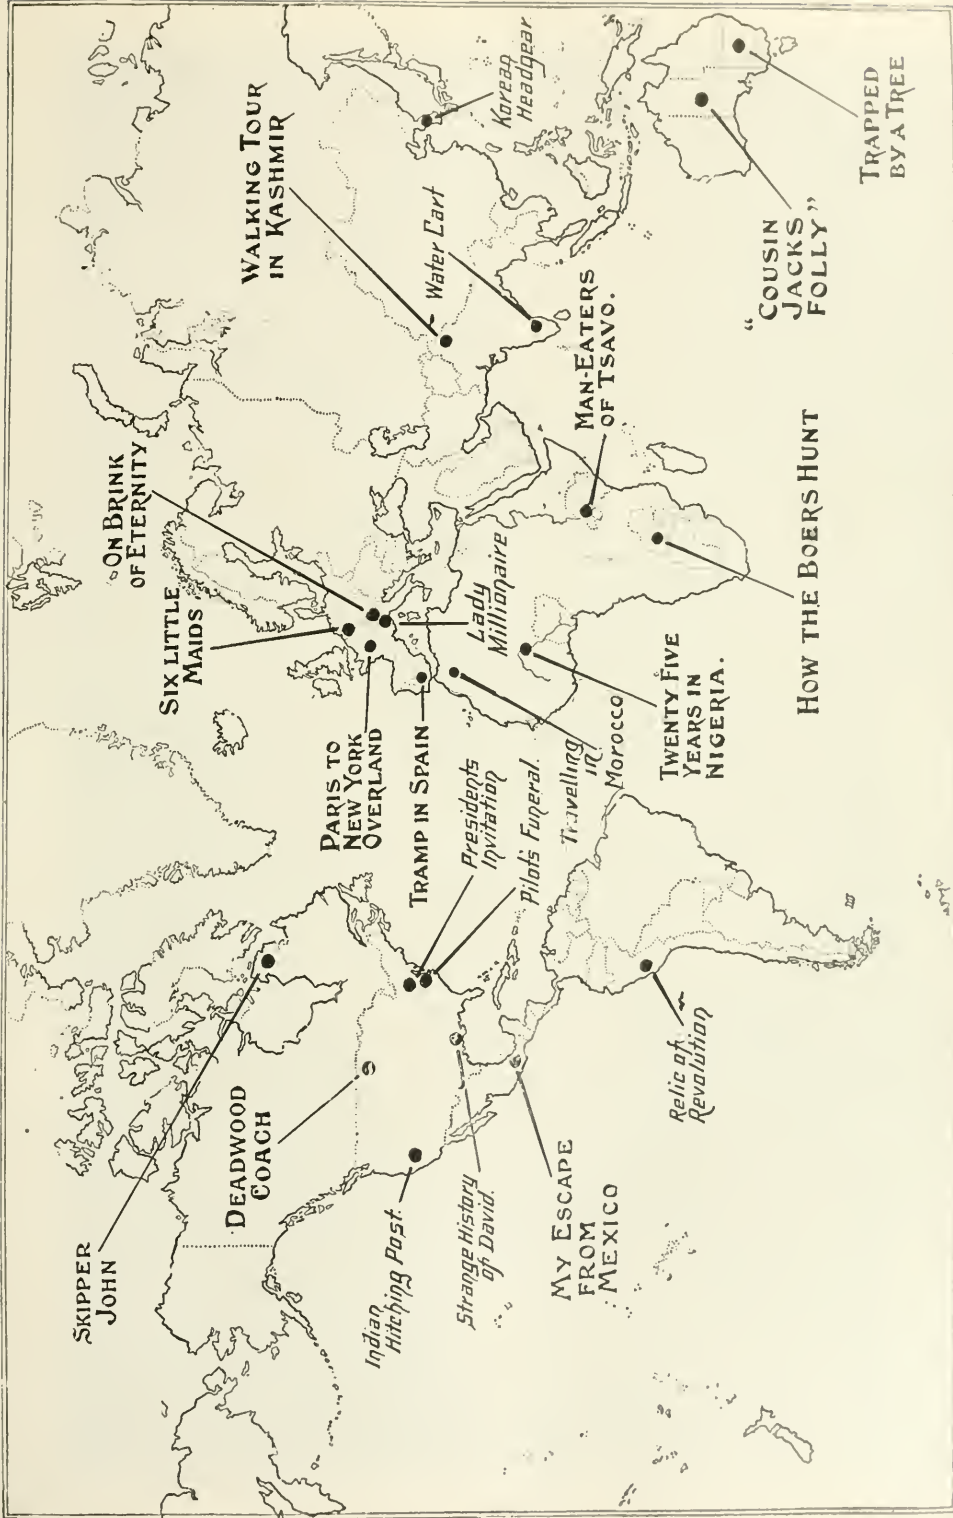 SKIPPER
JOHN
DEADWOOD
COACH
Indian
Hitching Post.
Strange History
of David.
MY ESCAPE
FROM
MEXICO
Relic of
Revolution
Presidents
Invitation
Pilots Funeral.
PARIS TO
NEW YORK
OVERLAND
TRAMP IN SPAIN
Travelling
in
Morocco
SIX LITTLE
MAIDS
ON BRINK
OF ETERNITY
Lady
Millionaire
TWENTY FIVE
YEARS IN
NIGERIA.
HOW THE BOERS HUNT
MAN-EATERS
OF TSAVO.
WALKING TOUR
IN KASHMIR
Water Cart
Korean
Headgear
"COUSIN
JACKS
FOLLY"
TRAPPED
BY A TREE